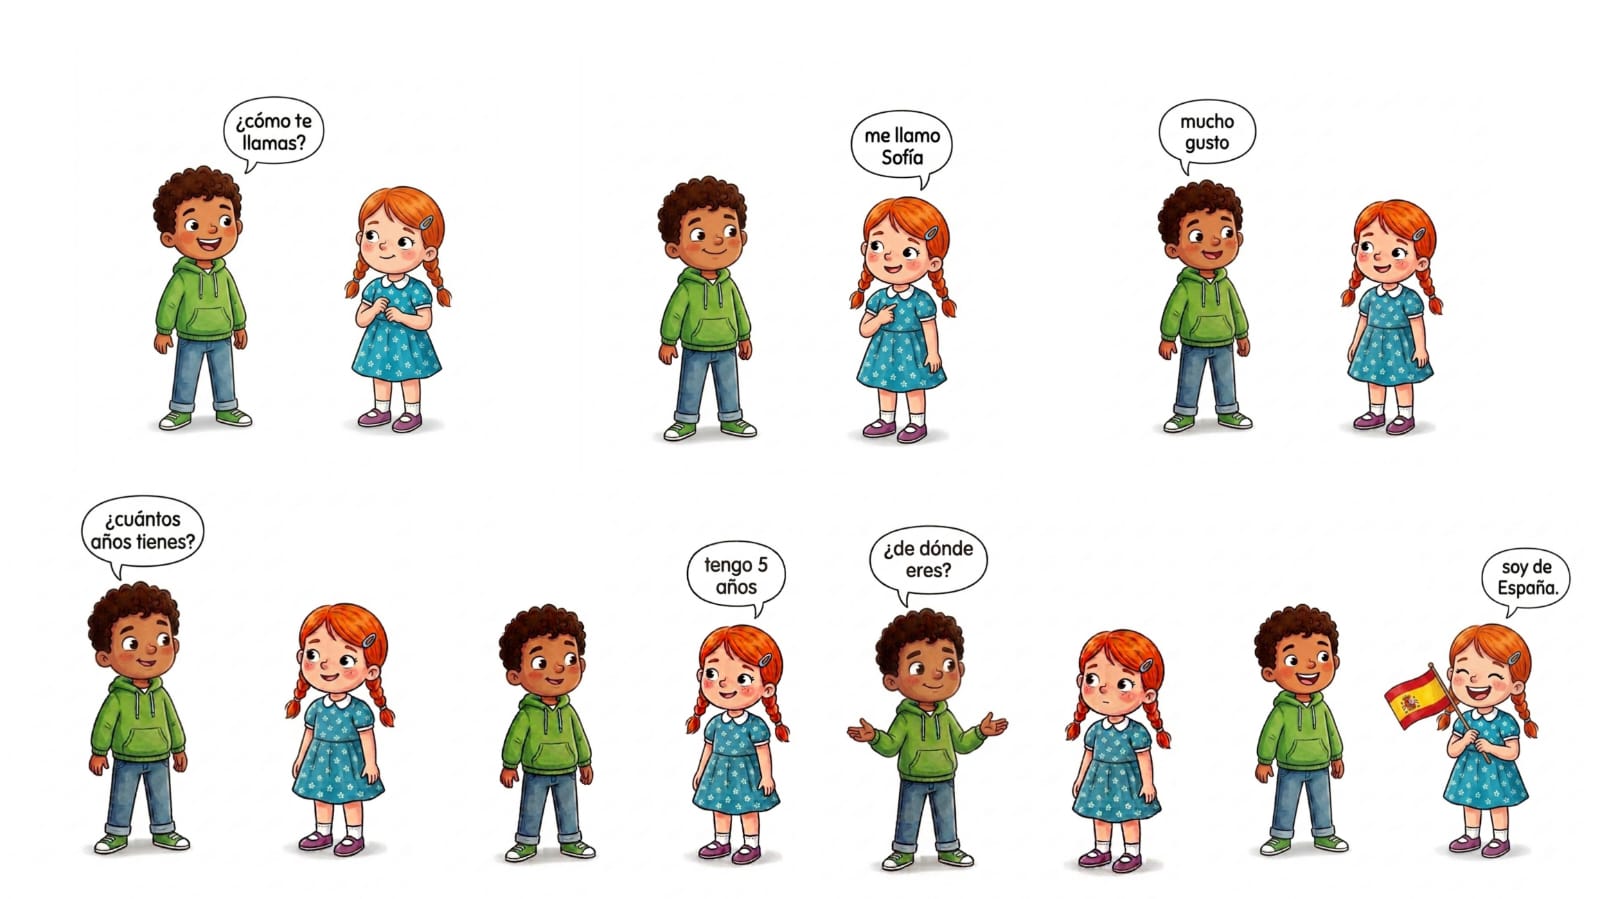 ¿cómo te
llamas?
me llamo
Sofía
mucho
gusto
¿cuántos
años tienes?
tengo 5
años
¿de dónde
eres?
soy de
España.